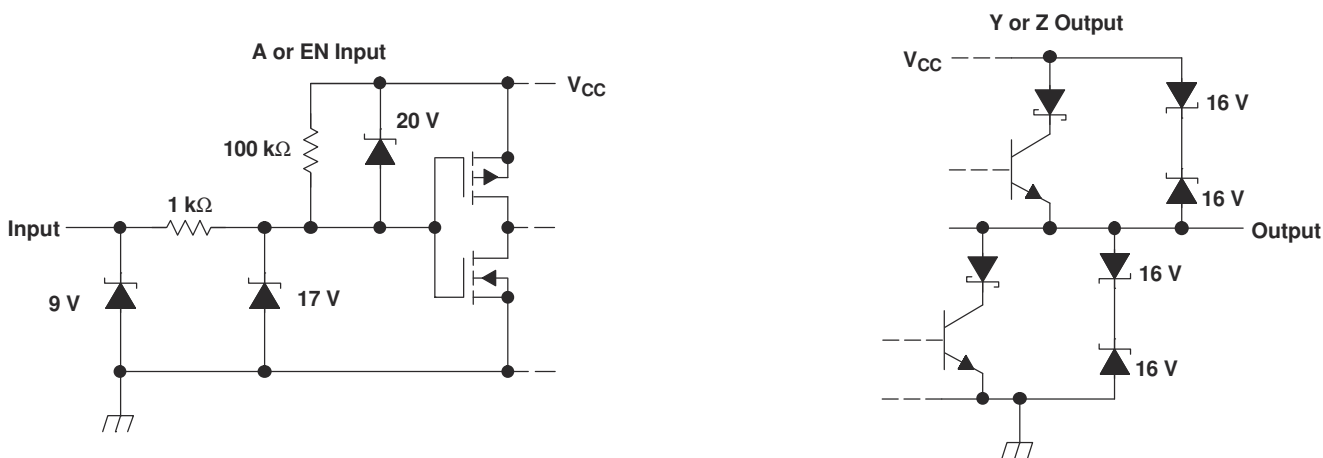 A or EN Input
VCC
20 V
100 kΩ
1 kΩ
Input
9 V
17 V
Y or Z Output
VCC
16 V
16 V
Output
16 V
16 V